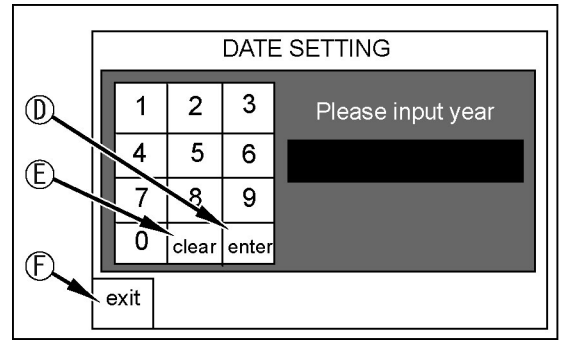 DATE SETTING
1 2 3
Please input year
D
4 5 6
E
7 8 9
0 clear enter
F
exit